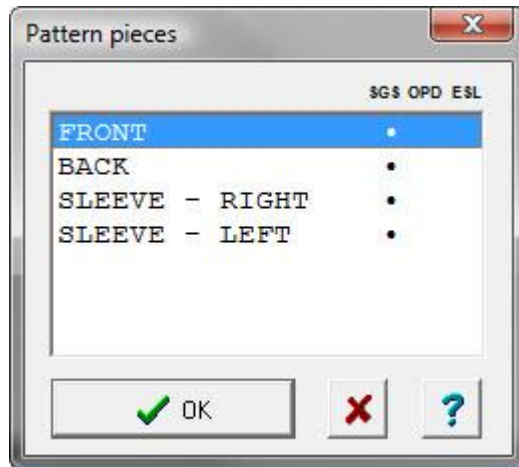 Pattern pieces
SGS OPD ESL
FRONT •
BACK •
SLEEVE - RIGHT •
SLEEVE - LEFT •
OK
?